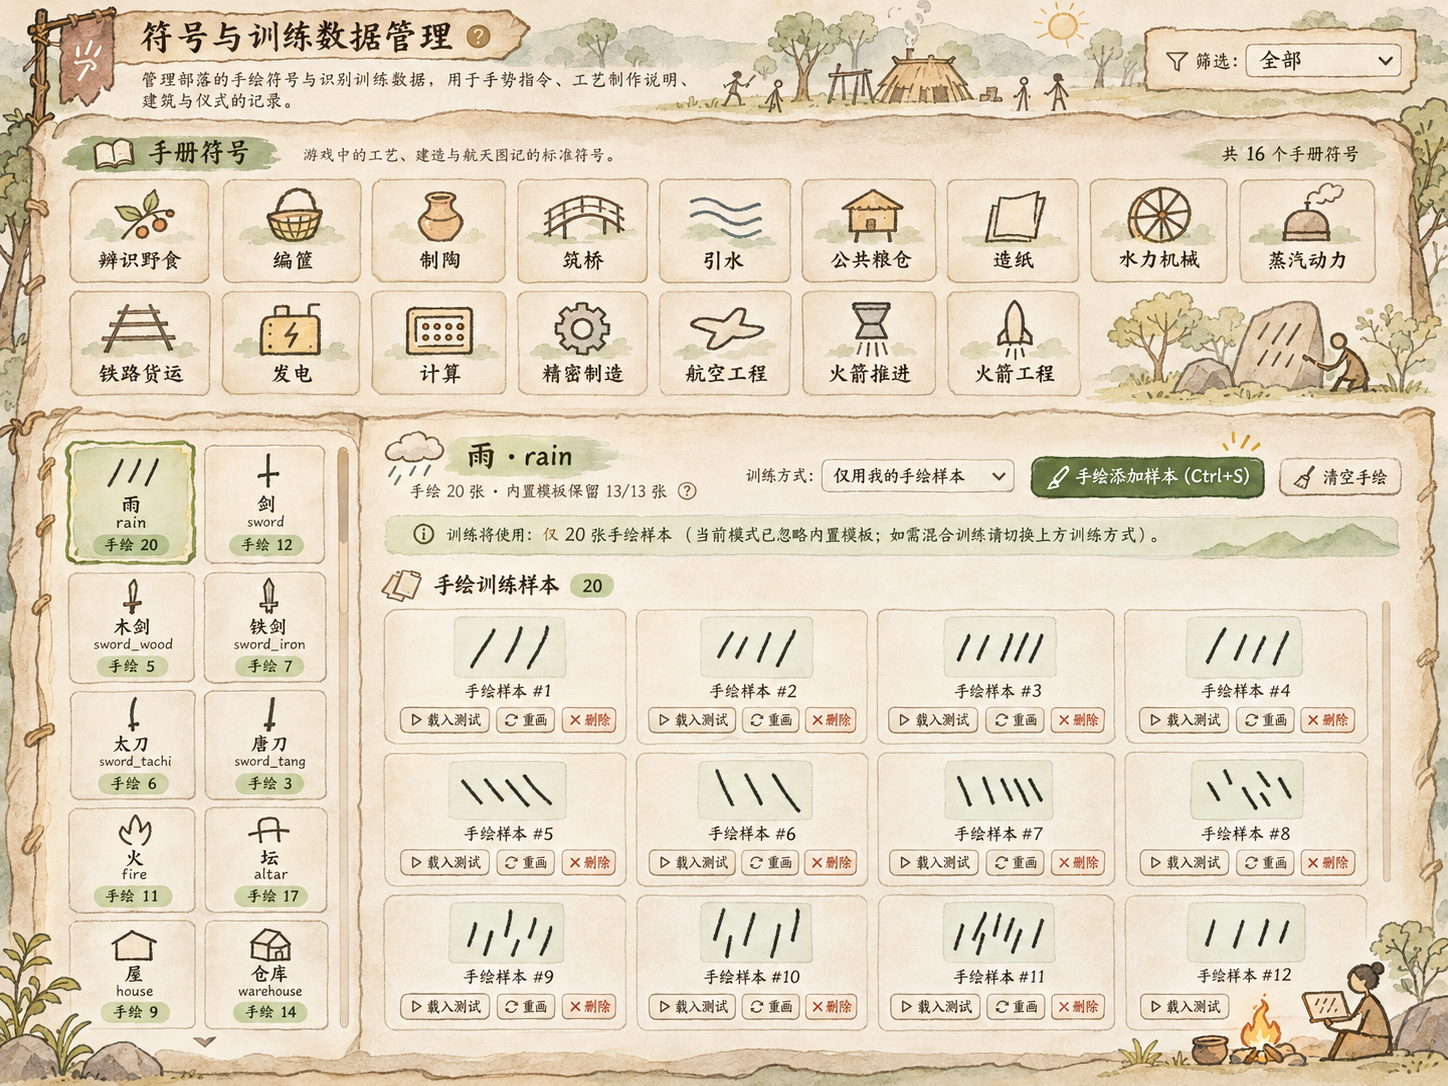 符号与训练数据管理 ?
管理部落的手绘符号与识别训练数据，用于手势指令、工艺制作说明、
建筑与仪式的记录。
筛选： 全部
手册符号
游戏中的工艺、建造与航天图记的标准符号。
共 16 个手册符号
辨识野食
编筐
制陶
筑桥
引水
公共粮仓
造纸
水力机械
蒸汽动力
铁路货运
发电
计算
精密制造
航空工程
火箭推进
火箭工程
雨
rain
手绘 20
剑
sword
手绘 12
木剑
sword_wood
手绘 5
铁剑
sword_iron
手绘 7
太刀
sword_tachi
手绘 6
唐刀
sword_tang
手绘 3
火
fire
手绘 11
坛
altar
手绘 17
屋
house
手绘 9
仓库
warehouse
手绘 14
雨・rain
手绘 20 张・内置模板保留 13/13 张 ?
训练方式： 仅用我的手绘样本
手绘添加样本 (Ctrl+S)
清空手绘
训练将使用：仅 20 张手绘样本（当前模式已忽略内置模板；如需混合训练请切换上方训练方式）。
手绘训练样本 20
手绘样本 #1
载入测试 重画 删除
手绘样本 #2
载入测试 重画 删除
手绘样本 #3
载入测试 重画 删除
手绘样本 #4
载入测试 重画 删除
手绘样本 #5
载入测试 重画 删除
手绘样本 #6
载入测试 重画 删除
手绘样本 #7
载入测试 重画 删除
手绘样本 #8
载入测试 重画 删除
手绘样本 #9
载入测试 重画 删除
手绘样本 #10
载入测试 重画 删除
手绘样本 #11
载入测试 重画 删除
手绘样本 #12
载入测试